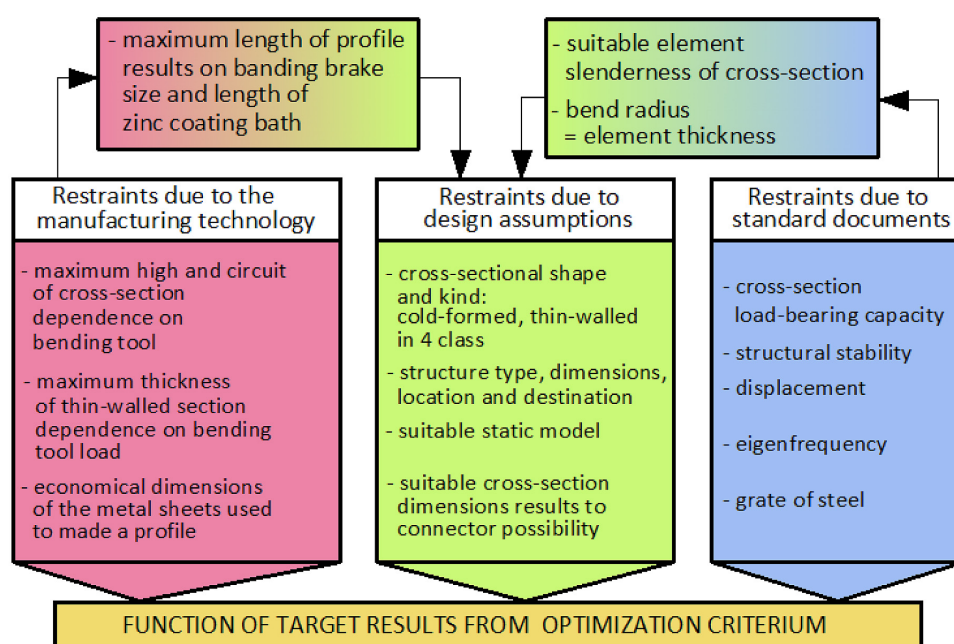 - maximum length of profile
results on banding brake
size and length of
zinc coating bath
- suitable element
slenderness of cross-section
- bend radius
= element thickness
Restraints due to the
manufacturing technology
- maximum high and circuit
of cross-section
dependence on
bending tool
- maximum thickness
of thin-walled section
dependence on bending
tool load
- economical dimensions
of the metal sheets used
to made a profile
Restraints due to
design assumptions
- cross-sectional shape
and kind:
cold-formed, thin-walled
in 4 class
- structure type, dimensions,
location and destination
- suitable static model
- suitable cross-section
dimensions results to
connector possibility
Restraints due to
standard documents
- cross-section
load-bearing capacity
- structural stability
- displacement
- eigenfrequency
- grate of steel
FUNCTION OF TARGET RESULTS FROM OPTIMIZATION CRITERIUM